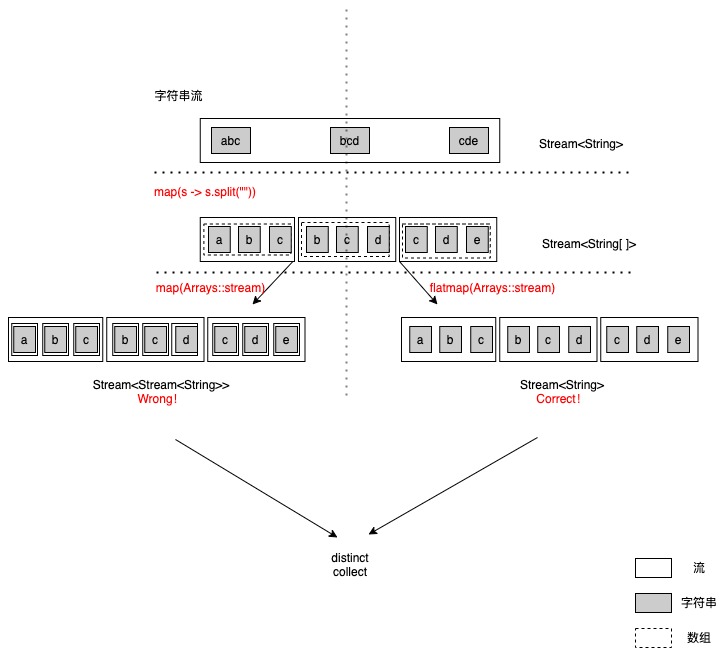 字符串流
abc
bcd
cde
Stream<String>
map(s -> s.split(""))
a
b
c
b
c
d
c
d
e
Stream<String[ ]>
map(Arrays::stream)
flatmap(Arrays::stream)
a
b
c
b
c
d
c
d
e
a
b
c
b
c
d
c
d
e
Stream<Stream<String>>
Wrong!
Stream<String>
Correct!
distinct
collect
流
字符串
数组